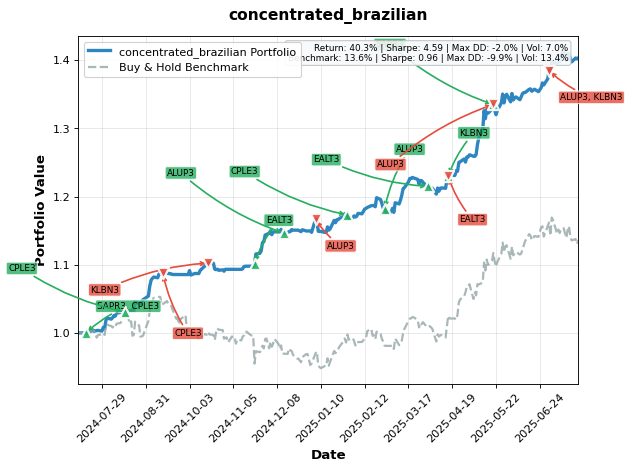 concentrated_brazilian
concentrated_brazilian Portfolio
Buy & Hold Benchmark
Return: 40.3% | Sharpe: 4.59 | Max DD: -2.0% | Vol: 7.0%
Benchmark: 13.6% | Sharpe: 0.96 | Max DD: -9.9% | Vol: 13.4%
1.4
1.3
1.2
1.1
1.0
Portfolio Value
ALUP3, KLBN3
KLBN3
ALUP3
EALT3
ALUP3
CPLE3
ALUP3
EALT3
EALT3
ALUP3
CPLE3
KLBN3
SAPR3, CPLE3
CPLE3
2024-07-29
2024-08-31
2024-10-03
2024-11-05
2024-12-08
2025-01-10
2025-02-12
2025-03-17
2025-04-19
2025-05-22
2025-06-24
Date